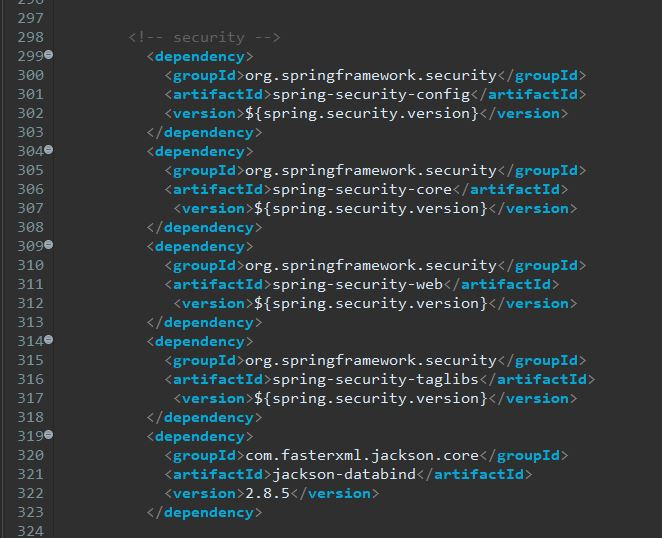 296
297
298 <!-- security -->
299 <dependency>
300 <groupId>org.springframework.security</groupId>
301 <artifactId>spring-security-config</artifactId>
302 <version>${spring.security.version}</version>
303 </dependency>
304 <dependency>
305 <groupId>org.springframework.security</groupId>
306 <artifactId>spring-security-core</artifactId>
307 <version>${spring.security.version}</version>
308 </dependency>
309 <dependency>
310 <groupId>org.springframework.security</groupId>
311 <artifactId>spring-security-web</artifactId>
312 <version>${spring.security.version}</version>
313 </dependency>
314 <dependency>
315 <groupId>org.springframework.security</groupId>
316 <artifactId>spring-security-taglibs</artifactId>
317 <version>${spring.security.version}</version>
318 </dependency>
319 <dependency>
320 <groupId>com.fasterxml.jackson.core</groupId>
321 <artifactId>jackson-databind</artifactId>
322 <version>2.8.5</version>
323 </dependency>
324